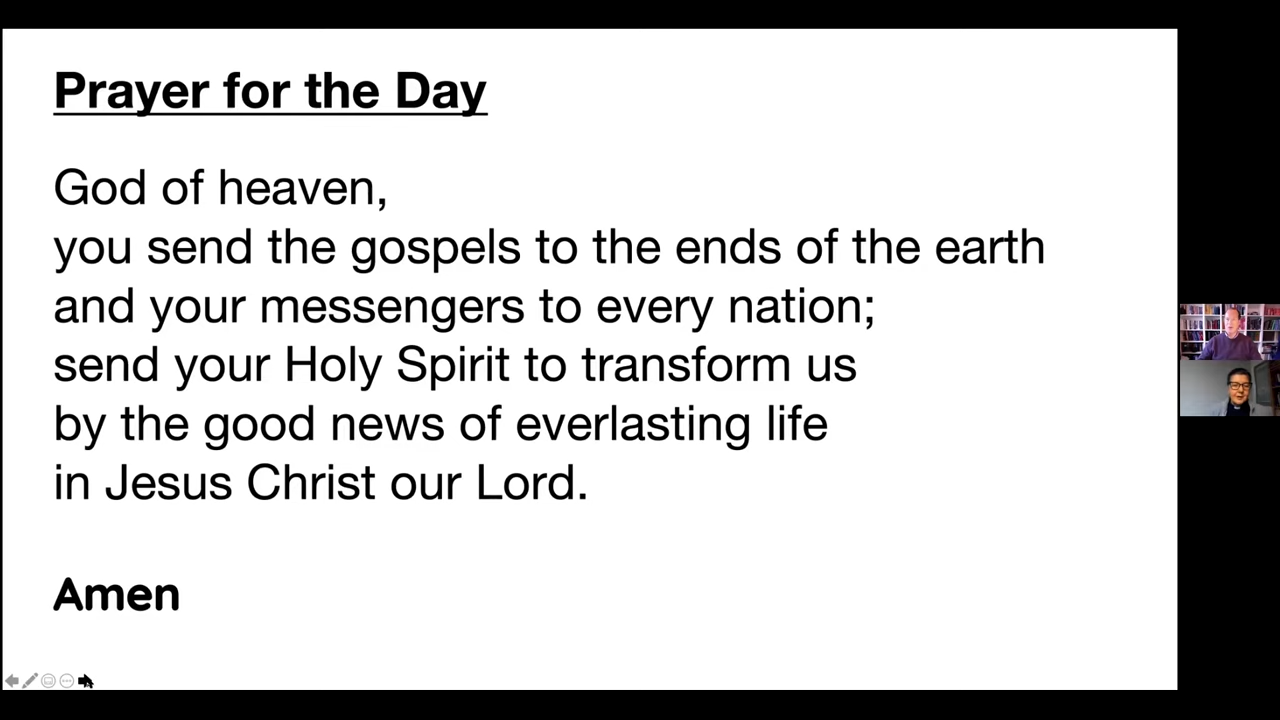 Prayer for the Day
God of heaven,
you send the gospels to the ends of the earth
and your messengers to every nation;
send your Holy Spirit to transform us
by the good news of everlasting life
in Jesus Christ our Lord.
Amen